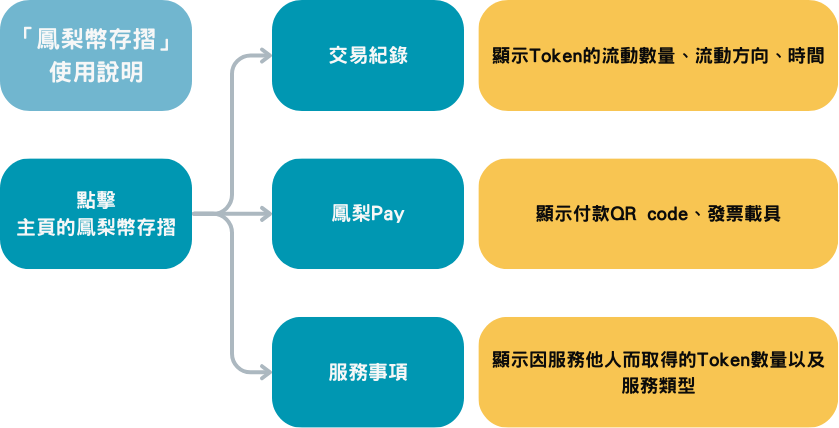 「鳳梨幣存摺」
使用說明
交易紀錄
顯示Token的流動數量、流動方向、時間
點擊
主頁的鳳梨幣存摺
鳳梨Pay
顯示付款QR code、發票載具
服務事項
顯示因服務他人而取得的Token數量以及
服務類型